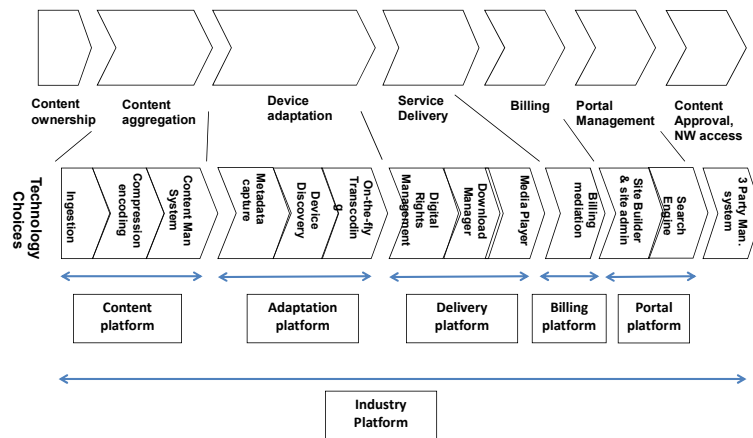 Content
ownership
Content
aggregation
Device
adaptation
Service
Delivery
Billing
Portal
Management
Content
Approval,
NW access
Technology
Choices
Ingestion
Compression
encoding
Content Man
System
Metadata
capture
Device
Discovery
On-the-fly
Transcodin
g
Digital
Rights
Management
Download
Manager
Media Player
Billing
mediation
Site Builder
& site admin
Search
Engine
3 Party Man.
system
Content
platform
Adaptation
platform
Delivery
platform
Billing
platform
Portal
platform
Industry
Platform